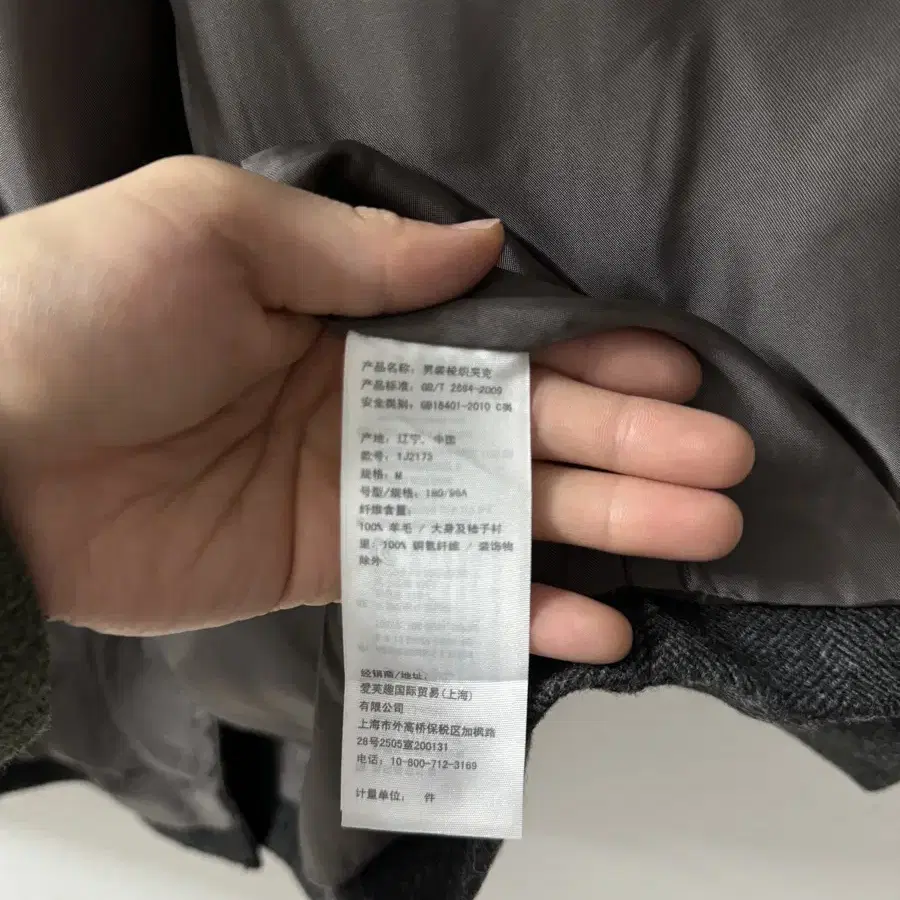 产品名称: 男装梭织夹克
产品标准: GB/T 2664-2009
安全类别: GB18401-2010 C类
产地: 辽宁, 中国
款号: 1J2173
规格: M
号型/规格: 180/96A
纤维含量:
100% 羊毛 / 大身及袖子衬
里: 100% 铜氨纤维 / 装饰物
除外
经销商/地址:
爱芙趣国际贸易(上海)
有限公司
上海市外高桥保税区加枫路
28号2505室200131
电话: 10-800-712-3169
计量单位: 件